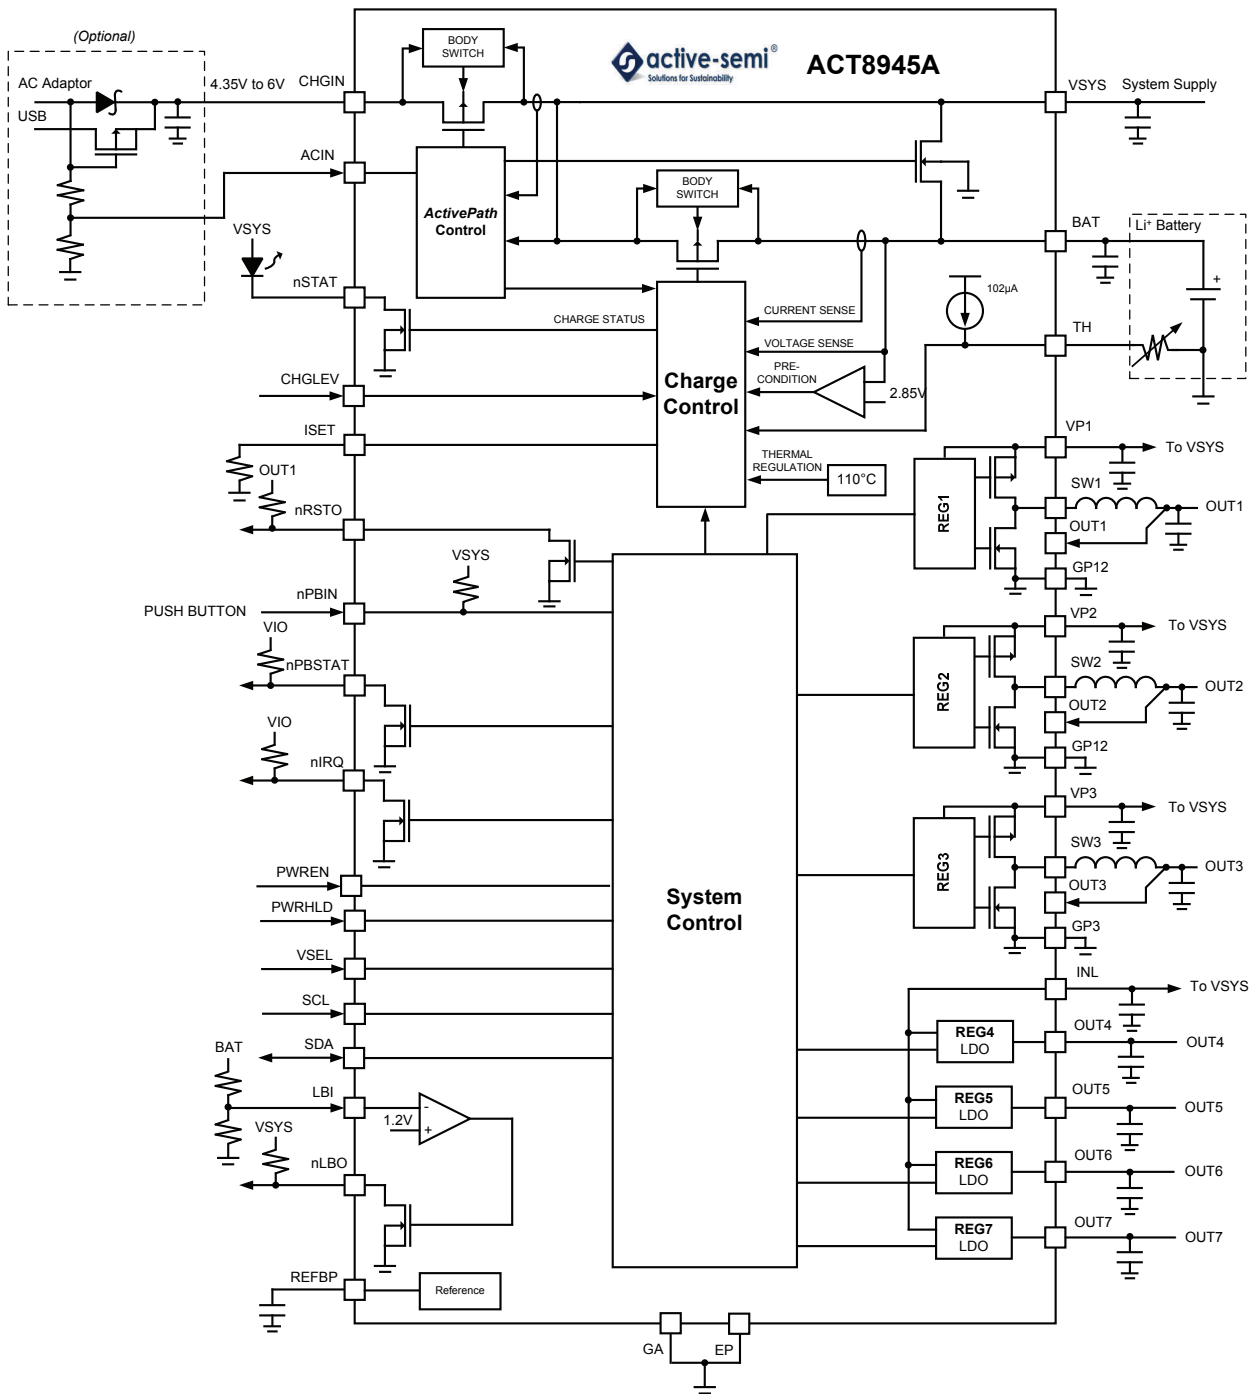 (Optional)
AC Adaptor
USB
4.35V to 6V
CHGIN
BODY
SWITCH
active-semi®
Solutions for Sustainability
ACT8945A
VSYS
System Supply
ACIN
ActivePath
Control
BODY
SWITCH
BAT
Li+ Battery
+
VSYS
nSTAT
CHARGE STATUS
CURRENT SENSE
102µA
TH
VOLTAGE SENSE
PRE-
CONDITION
2.85V
CHGLEV
Charge
Control
ISET
THERMAL
REGULATION
110°C
OUT1
nRSTO
VP1
To VSYS
REG1
SW1
OUT1
OUT1
GP12
VSYS
nPBIN
PUSH BUTTON
VIO
nPBSTAT
VP2
To VSYS
REG2
SW2
OUT2
OUT2
GP12
VIO
nIRQ
VP3
To VSYS
REG3
SW3
OUT3
OUT3
GP3
PWREN
PWRHLD
System
Control
VSEL
INL
To VSYS
SCL
REG4
LDO
OUT4
OUT4
SDA
BAT
LBI
-
1.2V
+
REG5
LDO
OUT5
OUT5
VSYS
nLBO
REG6
LDO
OUT6
OUT6
REG7
LDO
OUT7
OUT7
REFBP
Reference
GA
EP